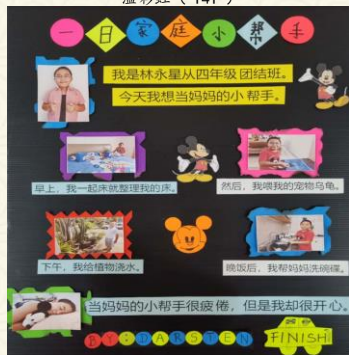 一日家庭小帮手
我是林永星从四年级团结班。
今天我想当妈妈的小帮手。
早上，我一起床就整理我的床。
然后，我喂我的宠物乌龟。
下午，我给植物浇水。
晚饭后，我帮妈妈洗碗碟。
当妈妈的小帮手很疲倦，但是我却很开心。
BY:DARSTEN
FINISH